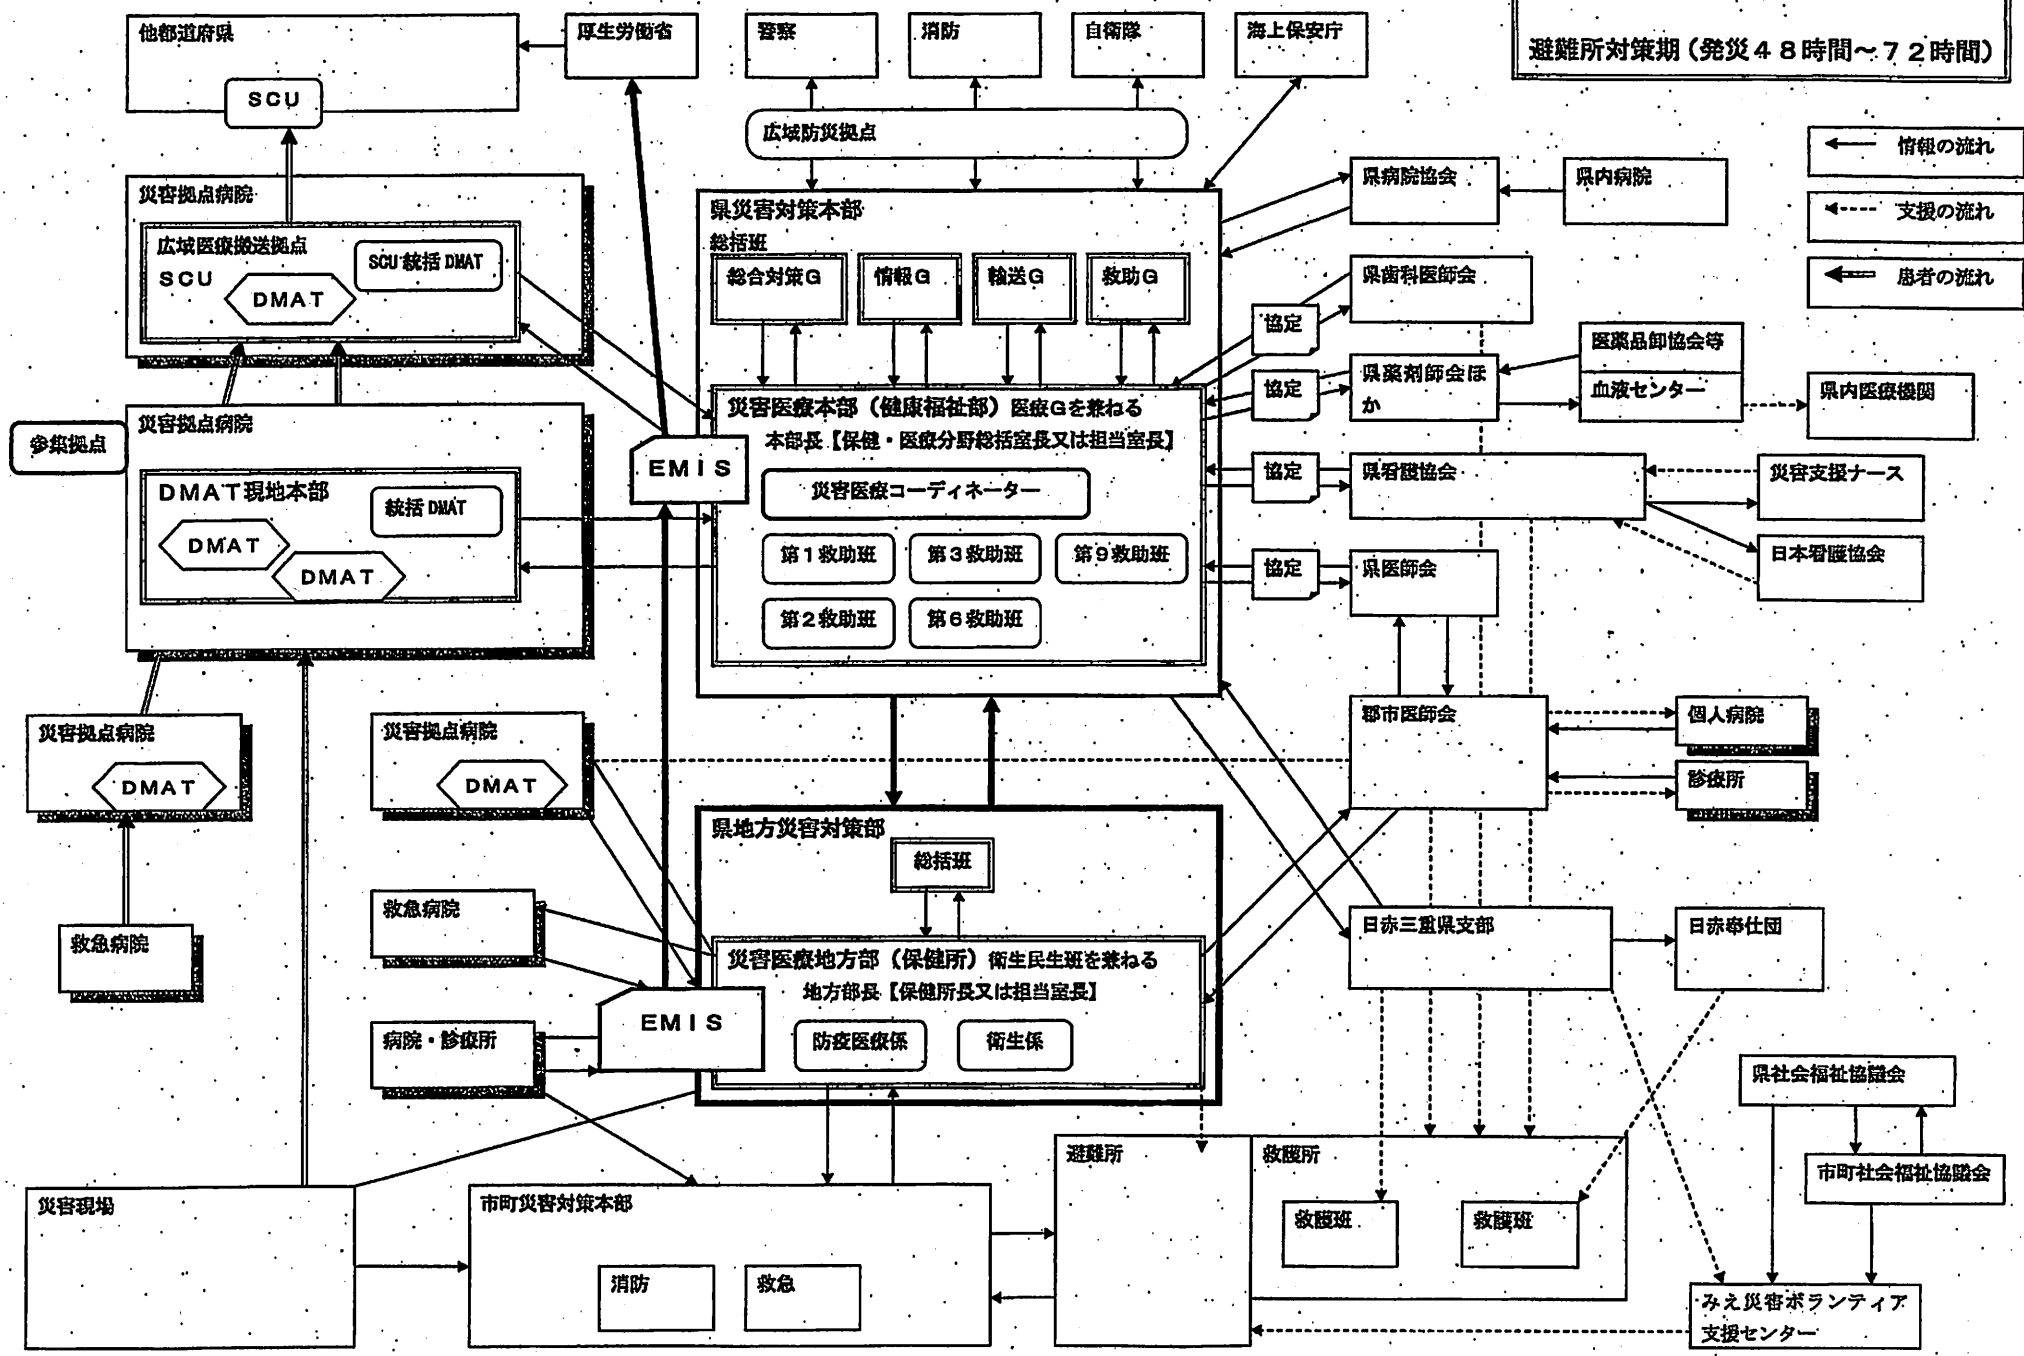 避難所対策期（発災４８時間～７２時間）
他都道府県
ＳＣＵ
厚生労働省
警察
消防
自衛隊
海上保安庁
広域防災拠点
情報の流れ
支援の流れ
患者の流れ
災害拠点病院
広域医療搬送拠点
ＳＣＵ
SCU統括DMAT
ＤＭＡＴ
県災害対策本部
総括班
総合対策Ｇ
情報Ｇ
輸送Ｇ
救助Ｇ
県病院協会
県内病院
県歯科医師会
協定
県薬剤師会ほ
か
協定
医薬品卸協会等
血液センター
県内医療機関
参集拠点
災害拠点病院
ＤＭＡＴ現地本部
統括DMAT
ＤＭＡＴ
ＤＭＡＴ
ＥＭＩＳ
災害医療本部（健康福祉部）医療Ｇを兼ねる
本部長【保健・医療分野総括室長又は担当室長】
災害医療コーディネーター
第１救助班
第３救助班
第９救助班
第２救助班
第６救助班
協定
県看護協会
災害支援ナース
日本看護協会
協定
県医師会
災害拠点病院
ＤＭＡＴ
災害拠点病院
ＤＭＡＴ
郡市医師会
個人病院
診療所
県地方災害対策部
総括班
救急病院
救急病院
災害医療地方部（保健所）衛生民生班を兼ねる
地方部長【保健所長又は担当室長】
ＥＭＩＳ
防疫医療係
衛生係
病院・診療所
日赤三重県支部
日赤奉仕団
県社会福祉協議会
市町社会福祉協議会
災害現場
市町災害対策本部
消防
救急
避難所
救護所
救護班
救護班
みえ災害ボランティア
支援センター